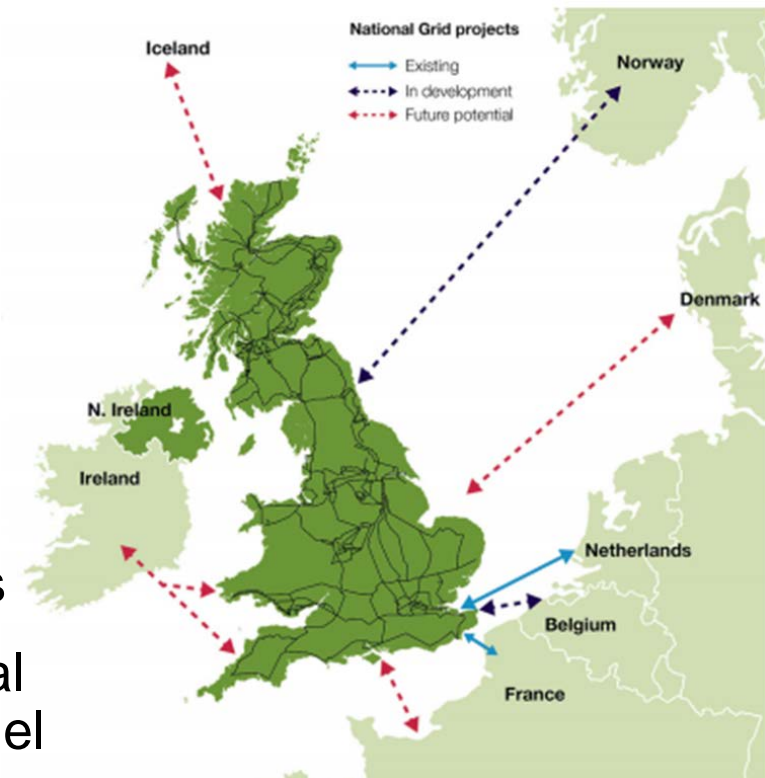 Iceland
National Grid projects
Existing
In development
Future potential
Norway
Denmark
N. Ireland
Ireland
Netherlands
Belgium
France
s
al
el